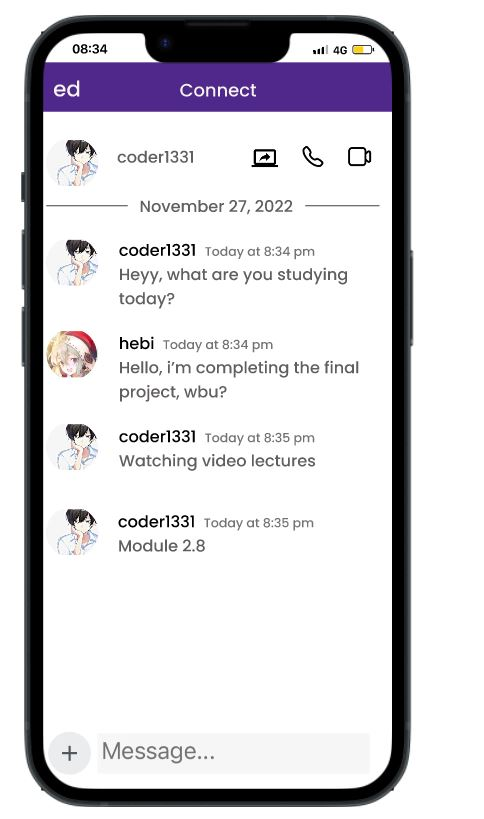 08:34
4G
ed
Connect
coder1331
November 27, 2022
coder1331 Today at 8:34 pm
Heyy, what are you studying
today?
hebi Today at 8:34 pm
Hello, i'm completing the final
project, wbu?
coder1331 Today at 8:35 pm
Watching video lectures
coder1331 Today at 8:35 pm
Module 2.8
+
Message...